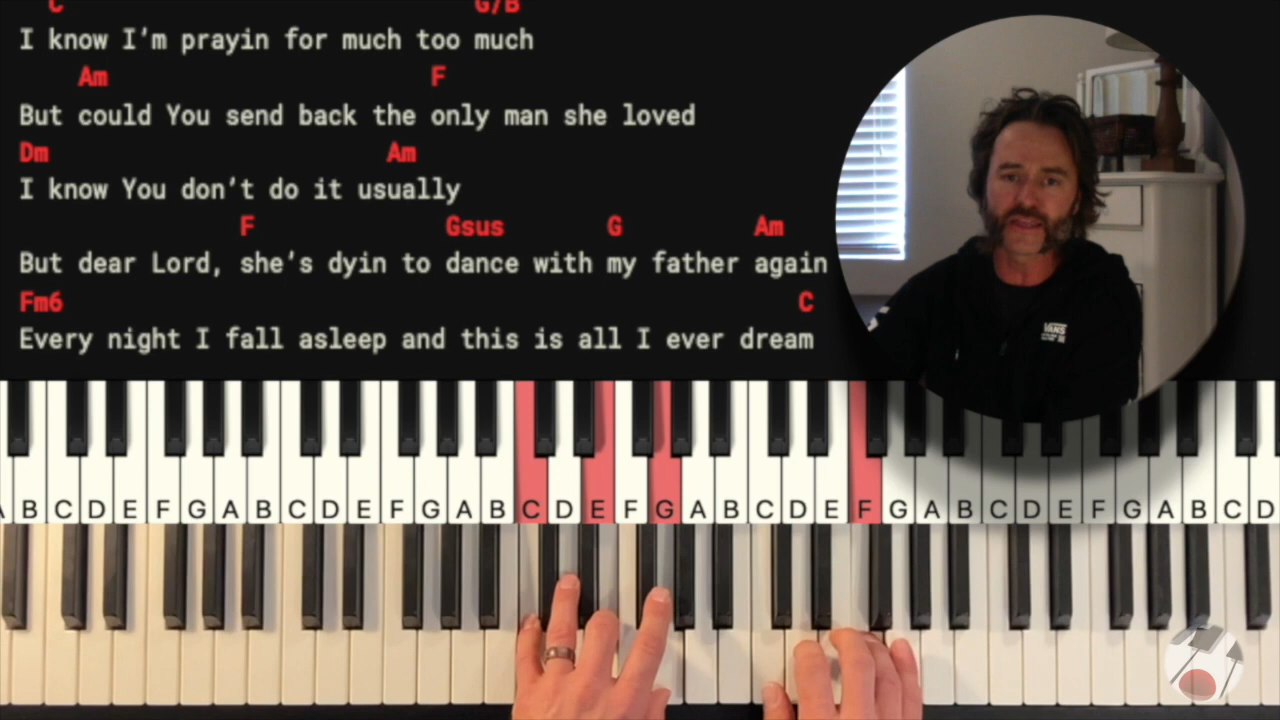 C G/B
I know I'm prayin for much too much
Am F
But could You send back the only man she loved
Dm Am
I know You don't do it usually
F Gsus G Am
But dear Lord, she's dyin to dance with my father again
Fm6 C
Every night I fall asleep and this is all I ever dream
VANS
A B C D E F G A B C D E F G A B C D E F G A B C D E F G A B C D E F G A B C D